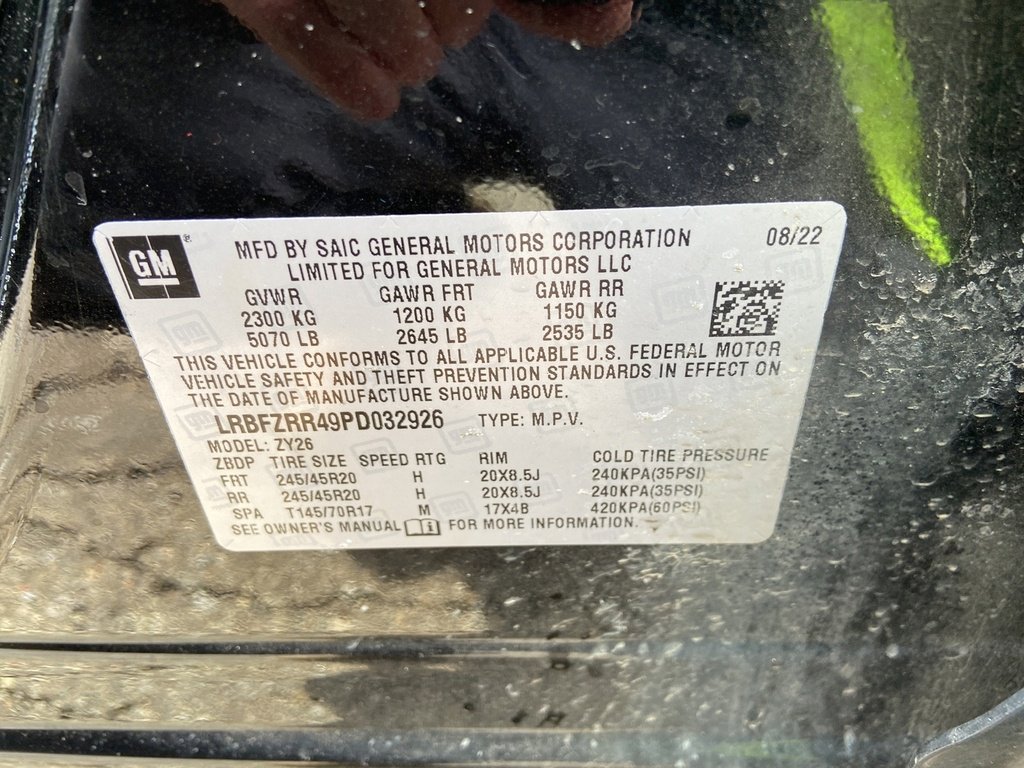 GM®
MFD BY SAIC GENERAL MOTORS CORPORATION 08/22
LIMITED FOR GENERAL MOTORS LLC
GVWR GAWR FRT GAWR RR
2300 KG 1200 KG 1150 KG
5070 LB 2645 LB 2535 LB
THIS VEHICLE CONFORMS TO ALL APPLICABLE U.S. FEDERAL MOTOR
VEHICLE SAFETY AND THEFT PREVENTION STANDARDS IN EFFECT ON
THE DATE OF MANUFACTURE SHOWN ABOVE.
LRBFZRR49PD032926 TYPE: M.P.V.
MODEL: ZY26
ZBDP TIRE SIZE SPEED RTG RIM COLD TIRE PRESSURE
FRT 245/45R20 H 20X8.5J 240KPA(35PSI)
RR 245/45R20 H 20X8.5J 240KPA(35PSI)
SPA T145/70R17 M 17X4B 420KPA(60PSI)
SEE OWNER'S MANUAL FOR MORE INFORMATION.